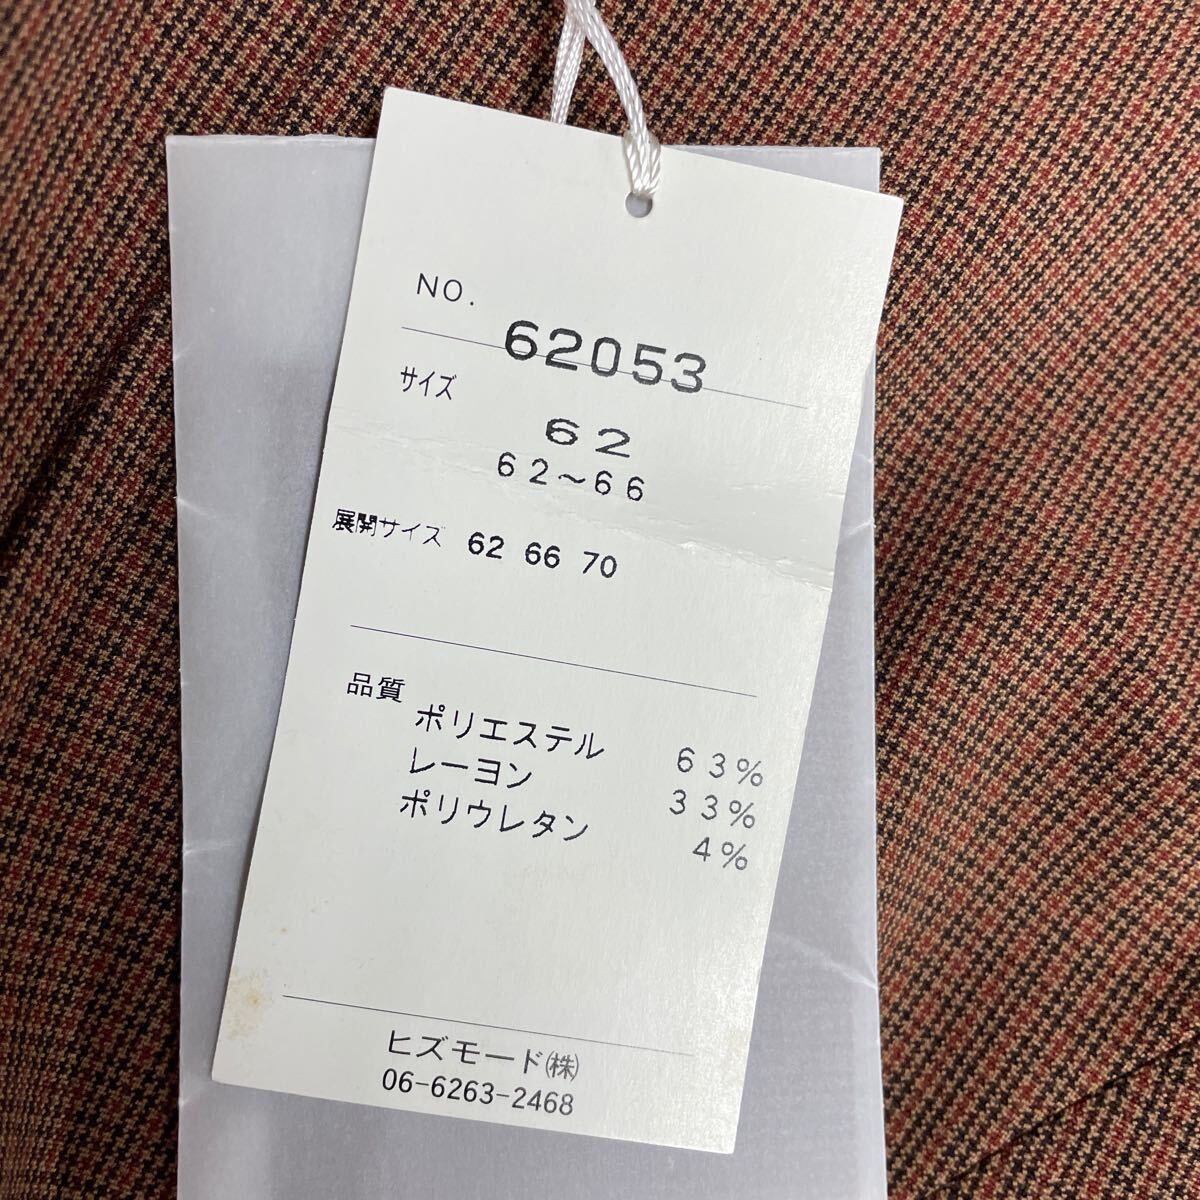 NO.
62053
サイズ
62
62～66
展開サイズ 62 66 70
品質
ポリエステル 63%
レーヨン 33%
ポリウレタン 4%
ヒズモード㈱
06-6263-2468